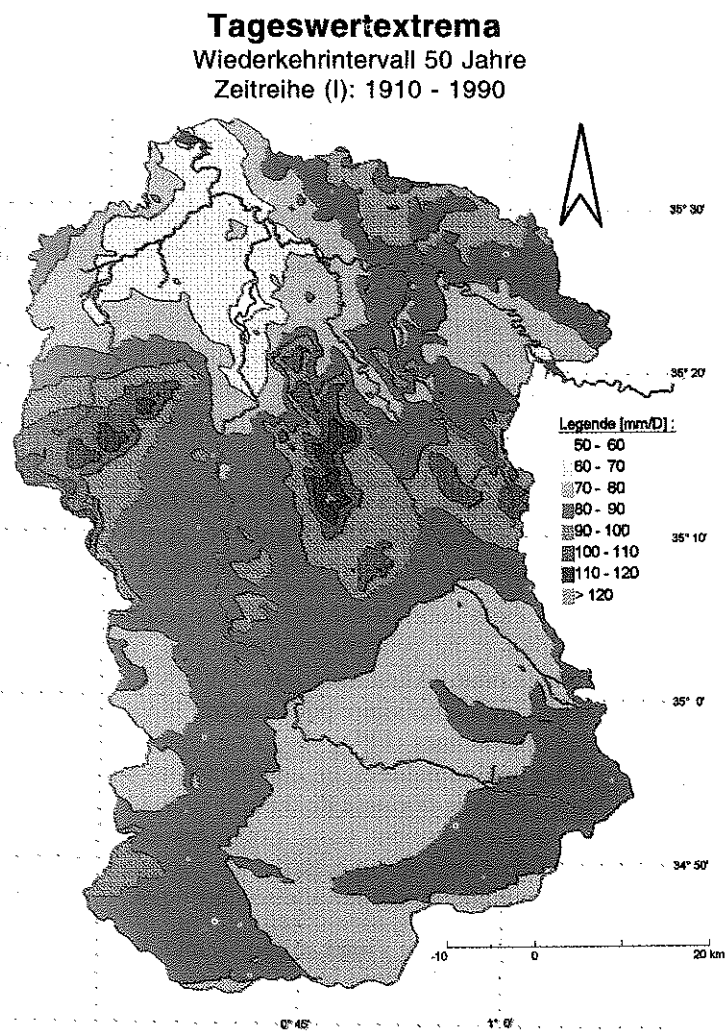 Tageswertextrema
Wiederkehrintervall 50 Jahre
Zeitreihe (I): 1910 - 1990
35° 30'
35° 20'
Legende [mm/D] :
50 - 60
60 - 70
70 - 80
80 - 90
90 - 100
100 - 110
110 - 120
> 120
35° 10'
35° 0'
34° 50'
-10 0 20 km
0° 45' 1° 0'